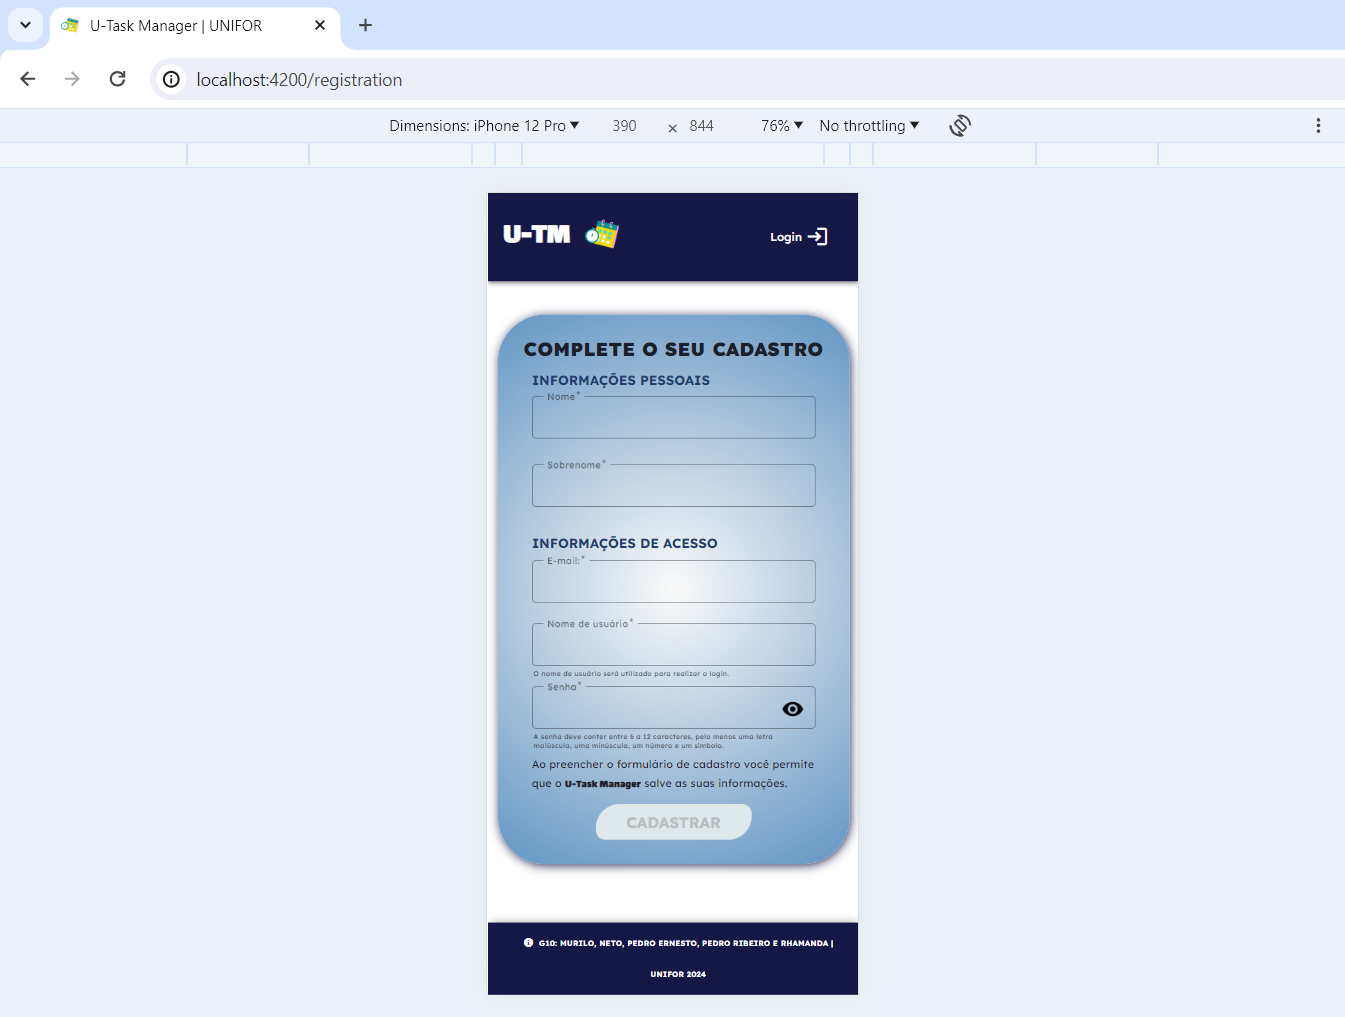 U-Task Manager | UNIFOR
localhost:4200/registration
Dimensions: iPhone 12 Pro 390 × 844 76% No throttling
U-TM
Login
COMPLETE O SEU CADASTRO
INFORMAÇÕES PESSOAIS
Nome*
Sobrenome*
INFORMAÇÕES DE ACESSO
E-mail:*
Nome de usuário*
O nome de usuário será utilizado para realizar o login.
Senha*
A senha deve conter entre 6 a 12 caracteres, pelo menos uma letra
maiúscula, uma minúscula, um número e um símbolo.
Ao preencher o formulário de cadastro você permite
que o U-Task Manager salve as suas informações.
CADASTRAR
G10: MURILO, NETO, PEDRO ERNESTO, PEDRO RIBEIRO E RHAMANDA |
UNIFOR 2024